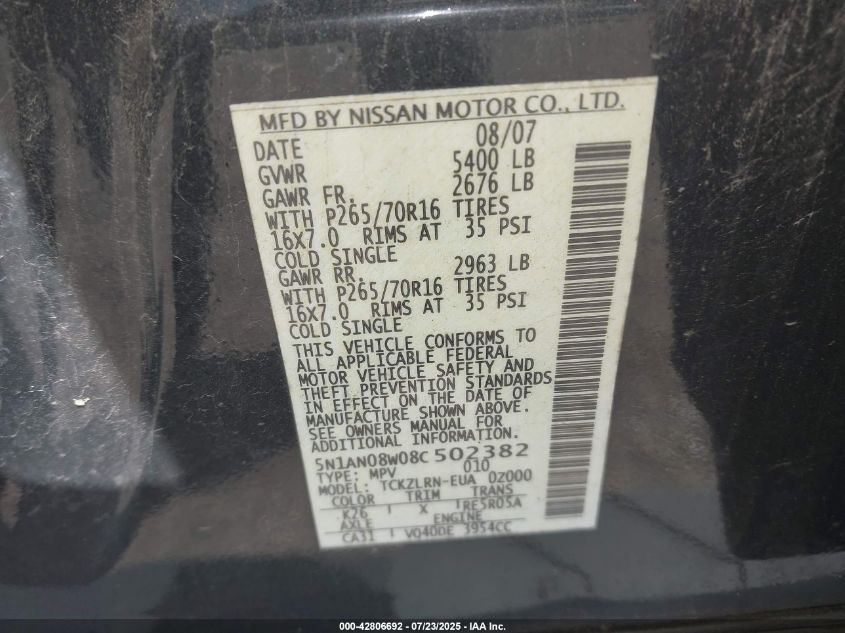 MFD BY NISSAN MOTOR CO., LTD.
DATE 08/07
GVWR 5400 LB
GAWR FR. 2676 LB
WITH P265/70R16 TIRES
16X7.0 RIMS AT 35 PSI
COLD SINGLE
GAWR RR. 2963 LB
WITH P265/70R16 TIRES
16X7.0 RIMS AT 35 PSI
COLD SINGLE
THIS VEHICLE CONFORMS TO
ALL APPLICABLE FEDERAL
MOTOR VEHICLE SAFETY AND
THEFT PREVENTION STANDARDS
IN EFFECT ON THE DATE OF
MANUFACTURE SHOWN ABOVE.
SEE OWNERS MANUAL FOR
ADDITIONAL INFORMATION.
5N1AN08W08C502382
TYPE: MPV 010
MODEL: TCKZLRN-EUA 0Z000
COLOR TRIM TRANS
K26 X RE5R05A
AXLE ENGINE
CA31 VQ40DE 3954CC
000-42806692 - 07/23/2025 - IAA Inc.